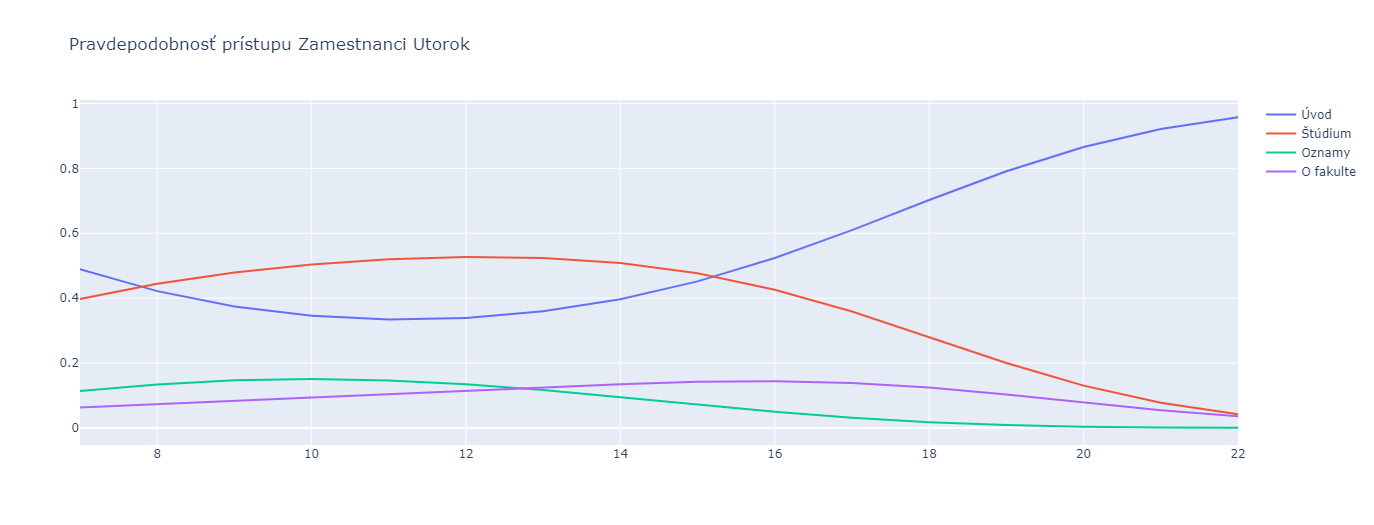 Pravdepodobnosť prístupu Zamestnanci Utorok
1
0.8
0.6
0.4
0.2
0
8 10 12 14 16 18 20 22
Úvod
Štúdium
Oznamy
O fakulte